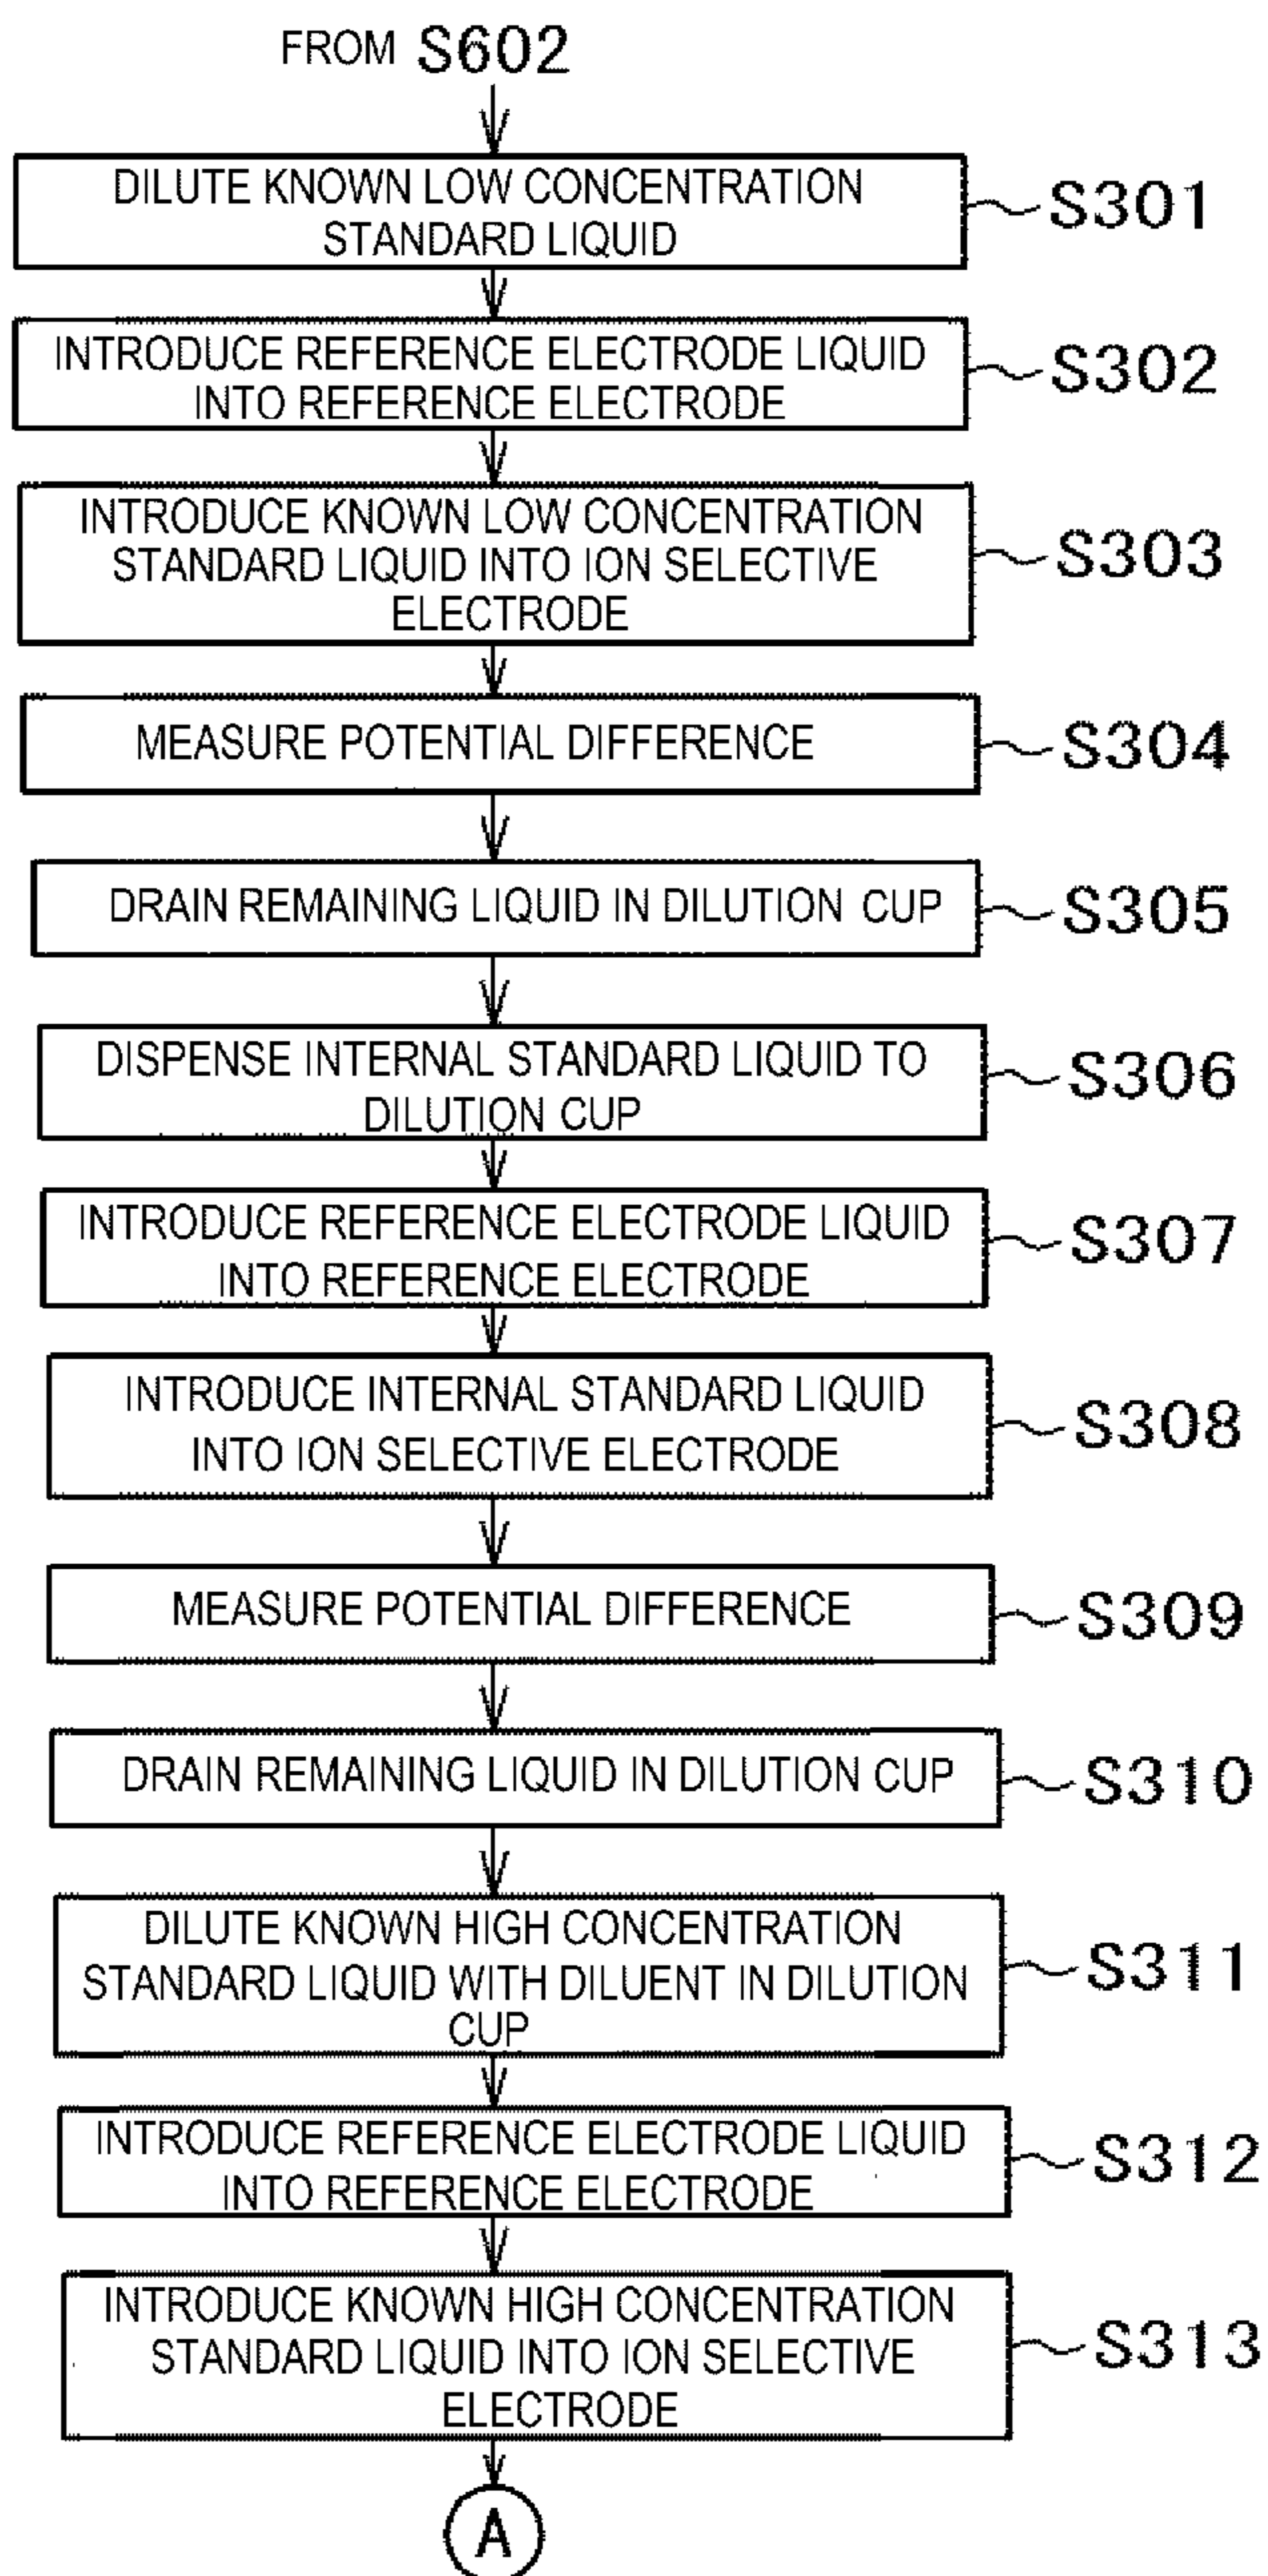 FROM S602
DILUTE KNOWN LOW CONCENTRATION
STANDARD LIQUID
S301
INTRODUCE REFERENCE ELECTRODE LIQUID
INTO REFERENCE ELECTRODE
S302
INTRODUCE KNOWN LOW CONCENTRATION
STANDARD LIQUID INTO ION SELECTIVE
ELECTRODE
S303
MEASURE POTENTIAL DIFFERENCE
S304
DRAIN REMAINING LIQUID IN DILUTION CUP
S305
DISPENSE INTERNAL STANDARD LIQUID TO
DILUTION CUP
S306
INTRODUCE REFERENCE ELECTRODE LIQUID
INTO REFERENCE ELECTRODE
S307
INTRODUCE INTERNAL STANDARD LIQUID
INTO ION SELECTIVE ELECTRODE
S308
MEASURE POTENTIAL DIFFERENCE
S309
DRAIN REMAINING LIQUID IN DILUTION CUP
S310
DILUTE KNOWN HIGH CONCENTRATION
STANDARD LIQUID WITH DILUENT IN DILUTION
CUP
S311
INTRODUCE REFERENCE ELECTRODE LIQUID
INTO REFERENCE ELECTRODE
S312
INTRODUCE KNOWN HIGH CONCENTRATION
STANDARD LIQUID INTO ION SELECTIVE
ELECTRODE
S313
A